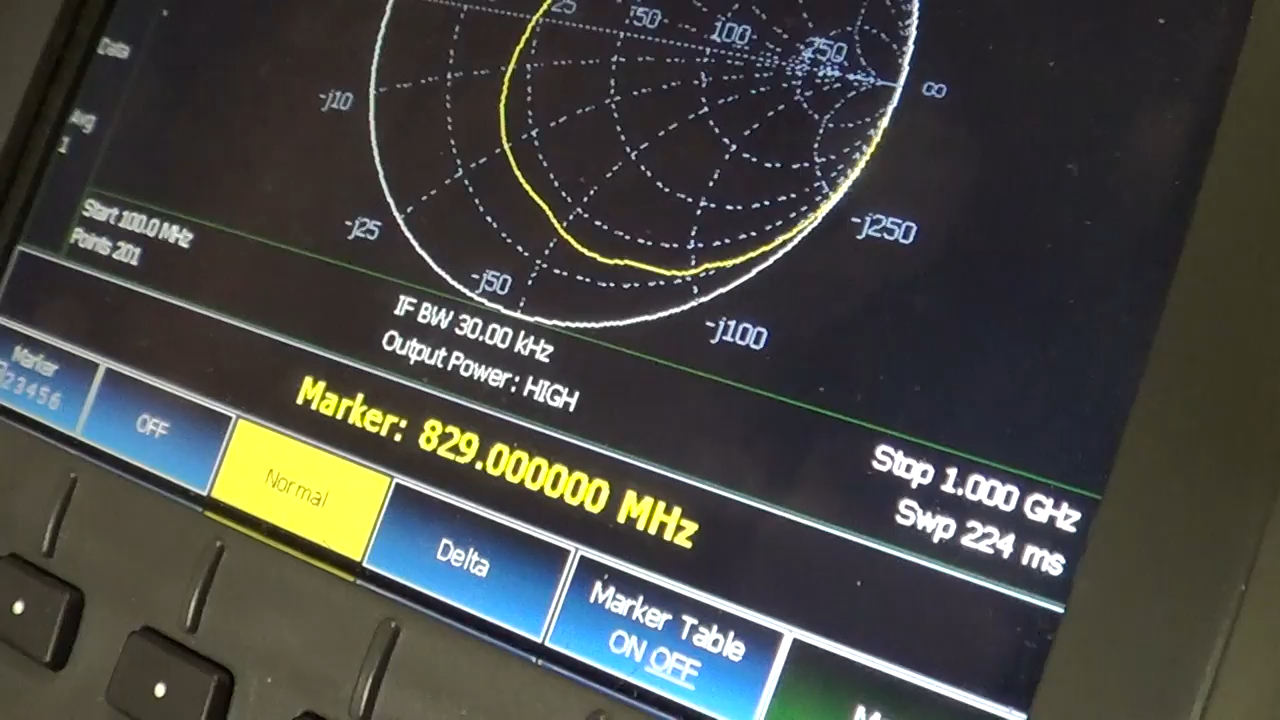 25
50
100
250
∞
Data
-j10
Avg
1
-j25
-j250
Start 100.0 MHz
Points 201
-j50
-j100
IF BW 30.00 kHz
Output Power: HIGH
Stop 1.000 GHz
Swp 224 ms
Marker: 829.000000 MHz
Marker
23456
OFF
Normal
Delta
Marker Table
ON OFF